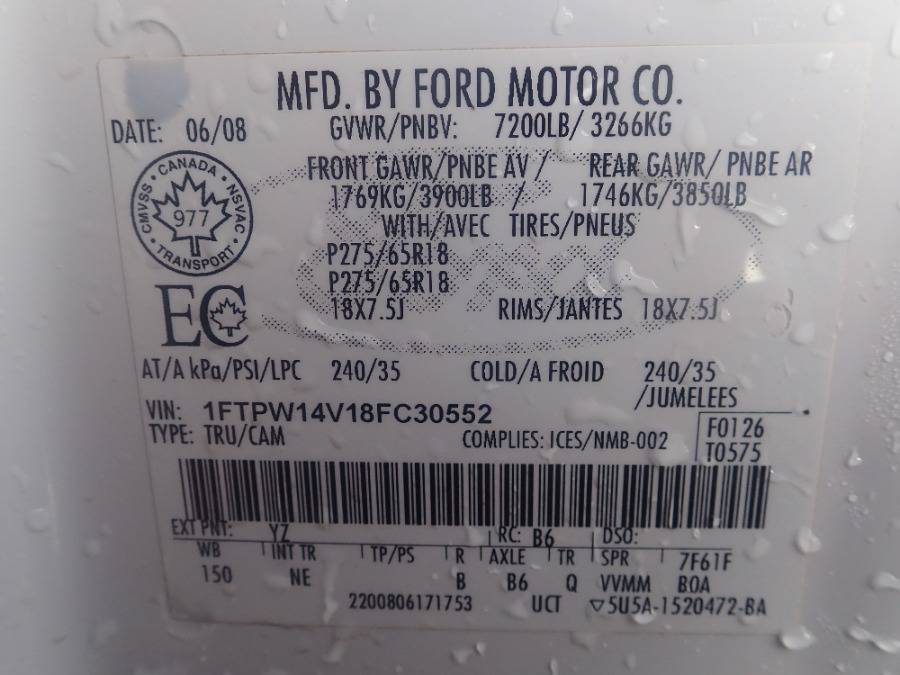 MFD. BY FORD MOTOR CO.
DATE: 06/08 GVWR/PNBV: 7200LB/ 3266KG
FRONT GAWR/PNBE AV / REAR GAWR/ PNBE AR
1769KG/3900LB / 1746KG/3850LB
WITH/AVEC TIRES/PNEUS
P275/65R18
P275/65R18
18X7.5J RIMS/JANTES 18X7.5J
CANADA
CMVSS NSVAC
977
TRANSPORT
EC
AT/A kPa/PSI/LPC 240/35 COLD/A FROID 240/35
/JUMELEES
VIN: 1FTPW14V18FC30552
TYPE: TRU/CAM COMPLIES: ICES/NMB-002
F0126
T0575
EXT PNT: YZ RC: B6 DSO:
WB INT TR TP/PS R AXLE TR SPR 7F61F
150 NE B B6 Q VVMM BOA
2200806171753 UCT ▽5U5A-1520472-BA